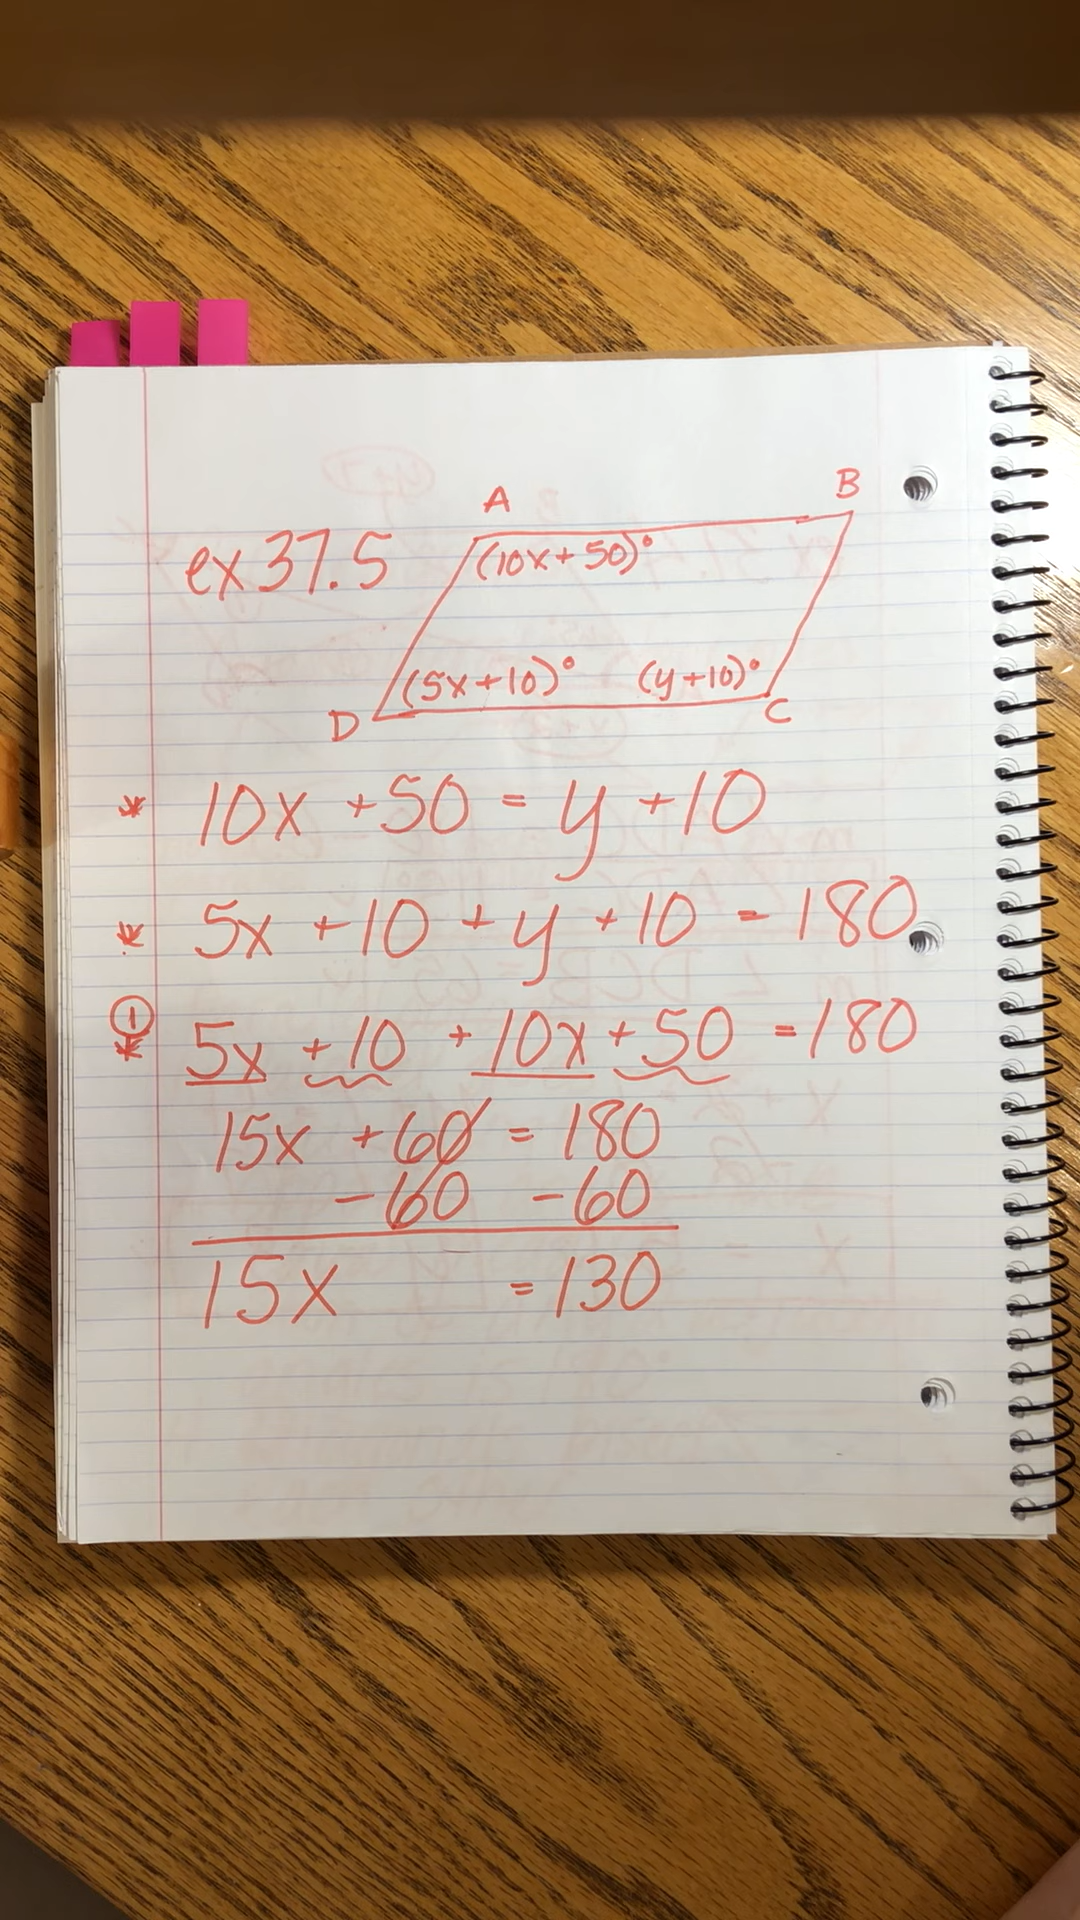 A
B
ex 37.5
(10x + 50)°
(5x + 10)°
(y + 10)°
D
C
* 10x + 50 = y + 10
* 5x + 10 + y + 10 = 180
① * 5x + 10 + 10x + 50 = 180
15x + 60 = 180
- 60 - 60
15x = 130